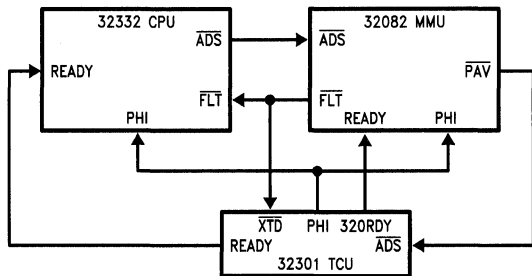 32332 CPU
ADS
READY
FLT
PHI
32082 MMU
ADS
PAV
FLT
READY PHI
XTD PHI 320RDY
READY ADS
32301 TCU